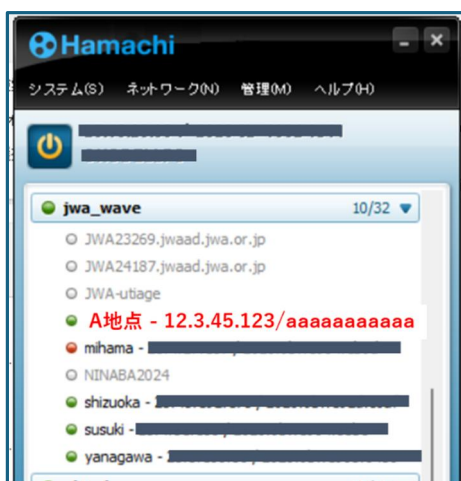 Hamachi
システム(S) ネットワーク(N) 管理(M) ヘルプ(H)
jwa_wave 10/32
JWA23269.jwaad.jwa.or.jp
JWA24187.jwaad.jwa.or.jp
JWA-utiage
A地点 - 12.3.45.123/aaaaaaaaaaa
mihama -
NINABA2024
shizuoka -
susuki -
yanagawa -